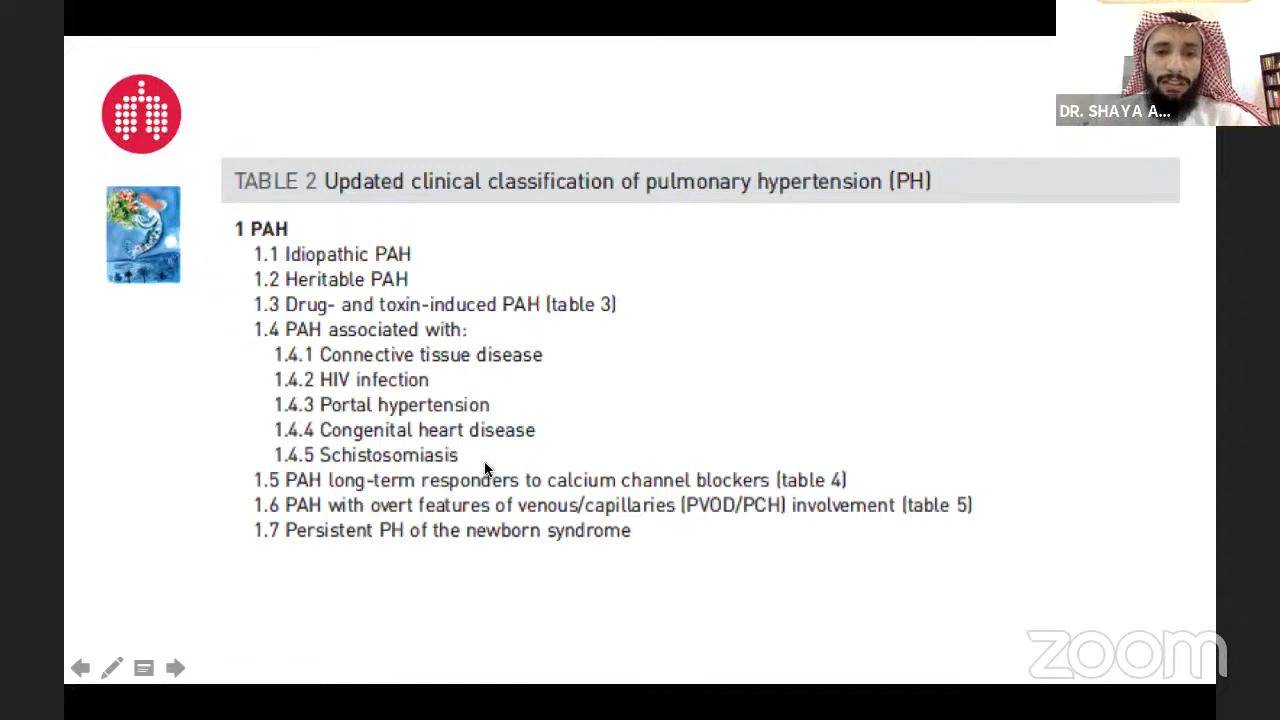 DR. SHAYA A...
TABLE 2 Updated clinical classification of pulmonary hypertension (PH)
1 PAH
1.1 Idiopathic PAH
1.2 Heritable PAH
1.3 Drug- and toxin-induced PAH (table 3)
1.4 PAH associated with:
1.4.1 Connective tissue disease
1.4.2 HIV infection
1.4.3 Portal hypertension
1.4.4 Congenital heart disease
1.4.5 Schistosomiasis
1.5 PAH long-term responders to calcium channel blockers (table 4)
1.6 PAH with overt features of venous/capillaries (PVOD/PCH) involvement (table 5)
1.7 Persistent PH of the newborn syndrome
zoom